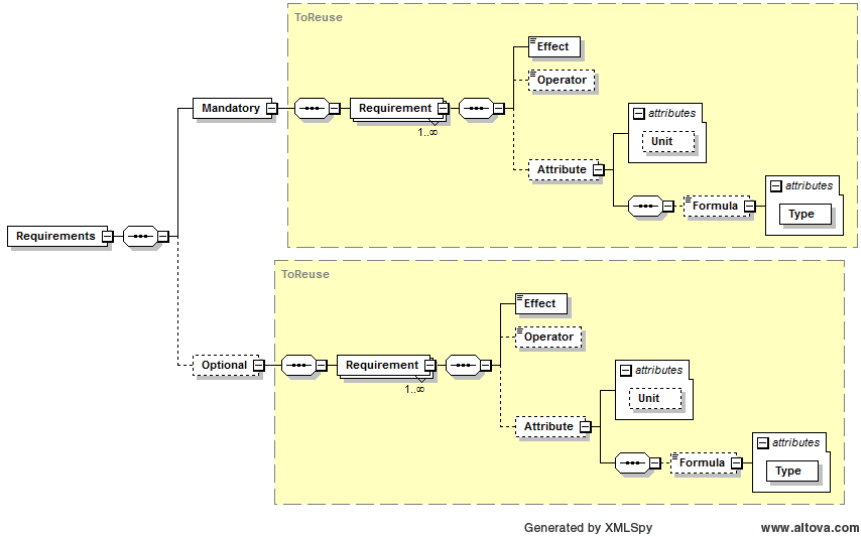 ToReuse
Effect
Operator
Mandatory
Requirement
1..∞
attributes
Unit
Attribute
Formula
attributes
Type
Requirements
ToReuse
Effect
Operator
Optional
Requirement
1..∞
attributes
Unit
Attribute
Formula
attributes
Type
Generated by XMLSpy www.altova.com